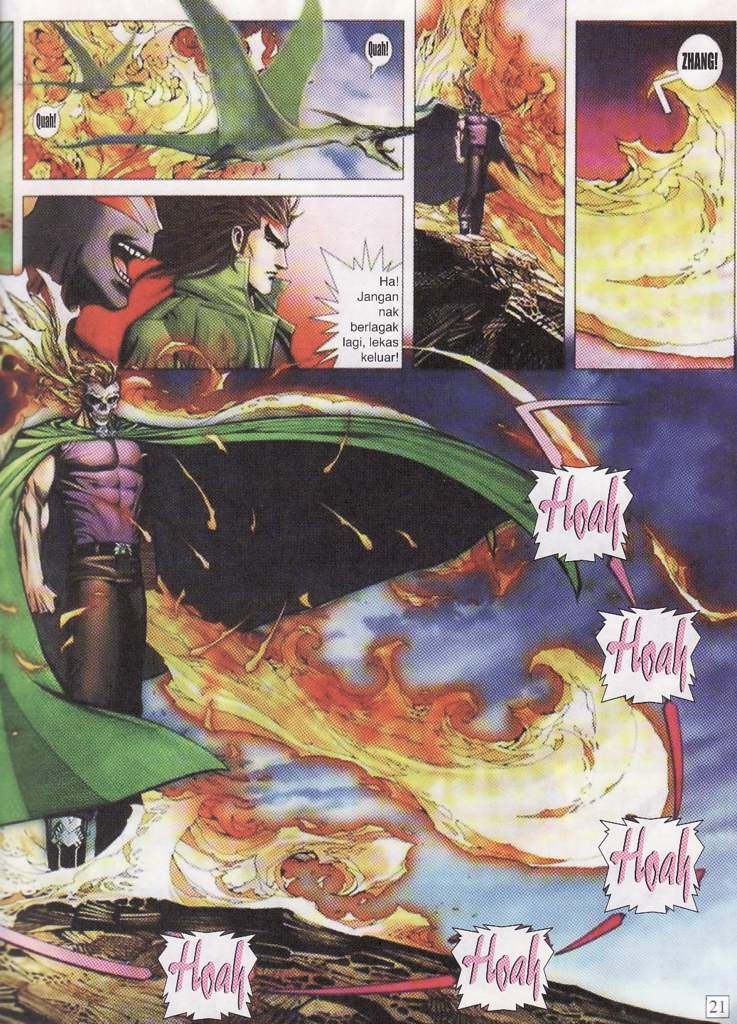 Quah!
Quah!
ZHANG!
Ha!
Jangan
nak
berlagak
lagi, lekas
keluar!
Hoah
Hoah
Hoah
Hoah
Hoah
21